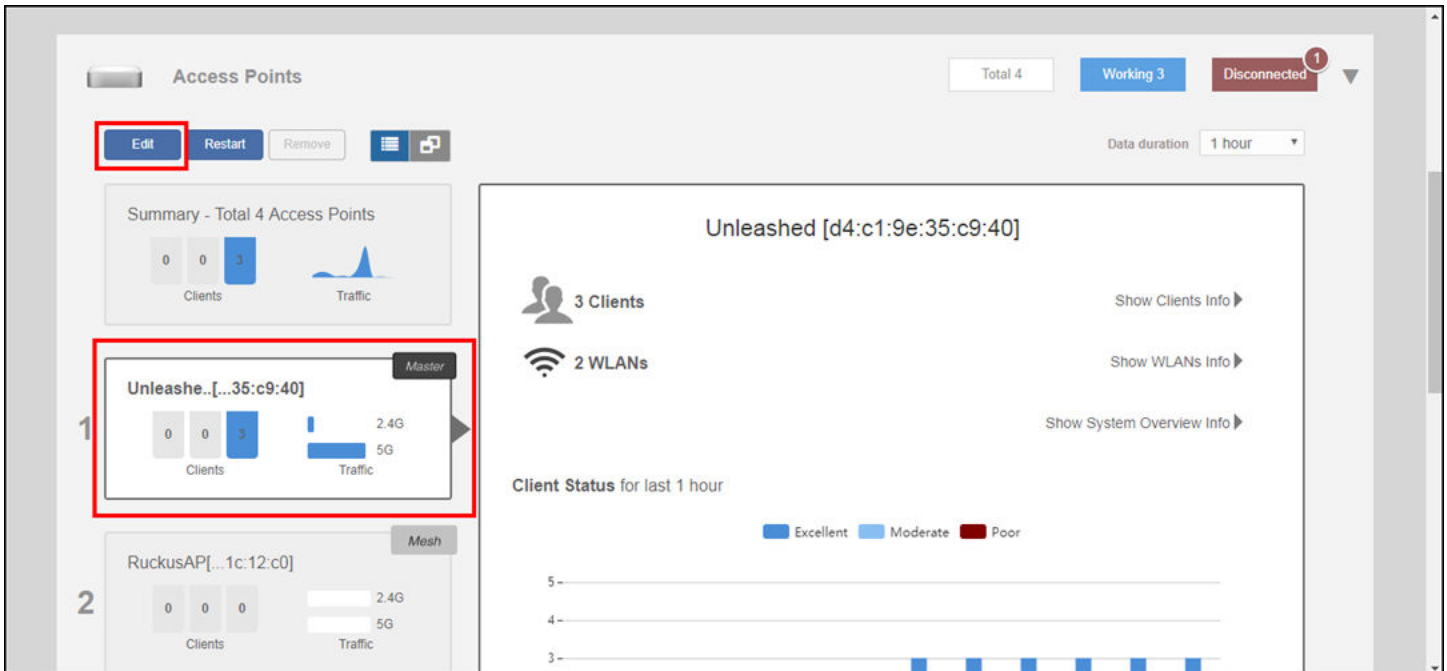 Access Points
Total 4
Working 3
Disconnected
1
Edit
Restart
Remove
Data duration
1 hour
Summary - Total 4 Access Points
0 0 3
Clients
Traffic
Master
Unleashe..[...35:c9:40]
1
0 0 3
2.4G
5G
Clients
Traffic
Mesh
RuckusAP[...1c:12:c0]
2
0 0 0
2.4G
5G
Clients
Traffic
Unleashed [d4:c1:9e:35:c9:40]
3 Clients
Show Clients Info
2 WLANs
Show WLANs Info
Show System Overview Info
Client Status for last 1 hour
Excellent Moderate Poor
5
4
3